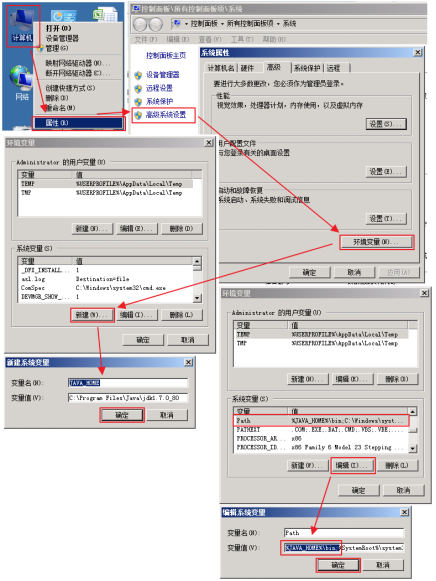 计算机
网络
打开(O)
设备管理器
管理(G)
映射网络驱动器(N)...
断开网络驱动器(C)...
创建快捷方式(S)
删除(D)
重命名(M)
属性(R)
控制面板\所有控制面板项\系统
控制面板 所有控制面板项 系统
文件(F) 编辑(E) 查看(V) 工具(T) 帮助(H)
控制面板主页
设备管理器
远程设置
系统保护
高级系统设置
系统属性
计算机名 硬件 高级 系统保护 远程
要进行大多数更改，您必须作为管理员登录。
性能
视觉效果，处理器计划，内存使用，以及虚拟内存
设置(S)...
用户配置文件
与您登录有关的桌面设置
设置(E)...
启动和故障恢复
系统启动、系统失败和调试信息
设置(T)...
环境变量(N)...
确定 取消 应用(A)
环境变量
Administrator 的用户变量(U)
变量 值
TEMP %USERPROFILE%\AppData\Local\Temp
TMP %USERPROFILE%\AppData\Local\Temp
新建(N)... 编辑(E)... 删除(D)
系统变量(S)
变量 值
_DFX_INSTALL... 1
asl.log Destination=file
ComSpec C:\Windows\system32\cmd.exe
DEVMGR_SHOW_... 1
新建(W)... 编辑(I)... 删除(L)
确定 取消
新建系统变量
变量名(N): JAVA_HOME
变量值(V): C:\Program Files\Java\jdk1.7.0_80
确定 取消
环境变量
Administrator 的用户变量(U)
变量 值
TEMP %USERPROFILE%\AppData\Local\Temp
TMP %USERPROFILE%\AppData\Local\Temp
新建(N)... 编辑(E)... 删除(D)
系统变量(S)
变量 值
Path %JAVA_HOME%\bin;C:\Windows\syst...
PATHEXT .COM;.EXE;.BAT;.CMD;.VBS;.VBE;...
PROCESSOR_AR... x86
PROCESSOR_ID... x86 Family 6 Model 23 Stepping ...
新建(W)... 编辑(I)... 删除(L)
确定 取消
编辑系统变量
变量名(N): Path
变量值(V): %JAVA_HOME%\bin;%SystemRoot%\system
确定 取消